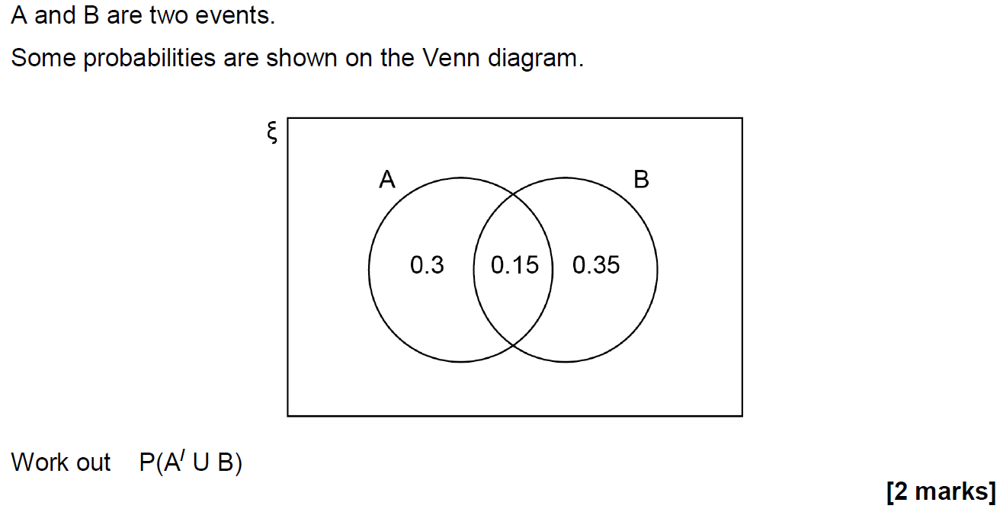 A and B are two events.
Some probabilities are shown on the Venn diagram.
ξ
A B
0.3 0.15 0.35
Work out P(A′ ∪ B)
[2 marks]